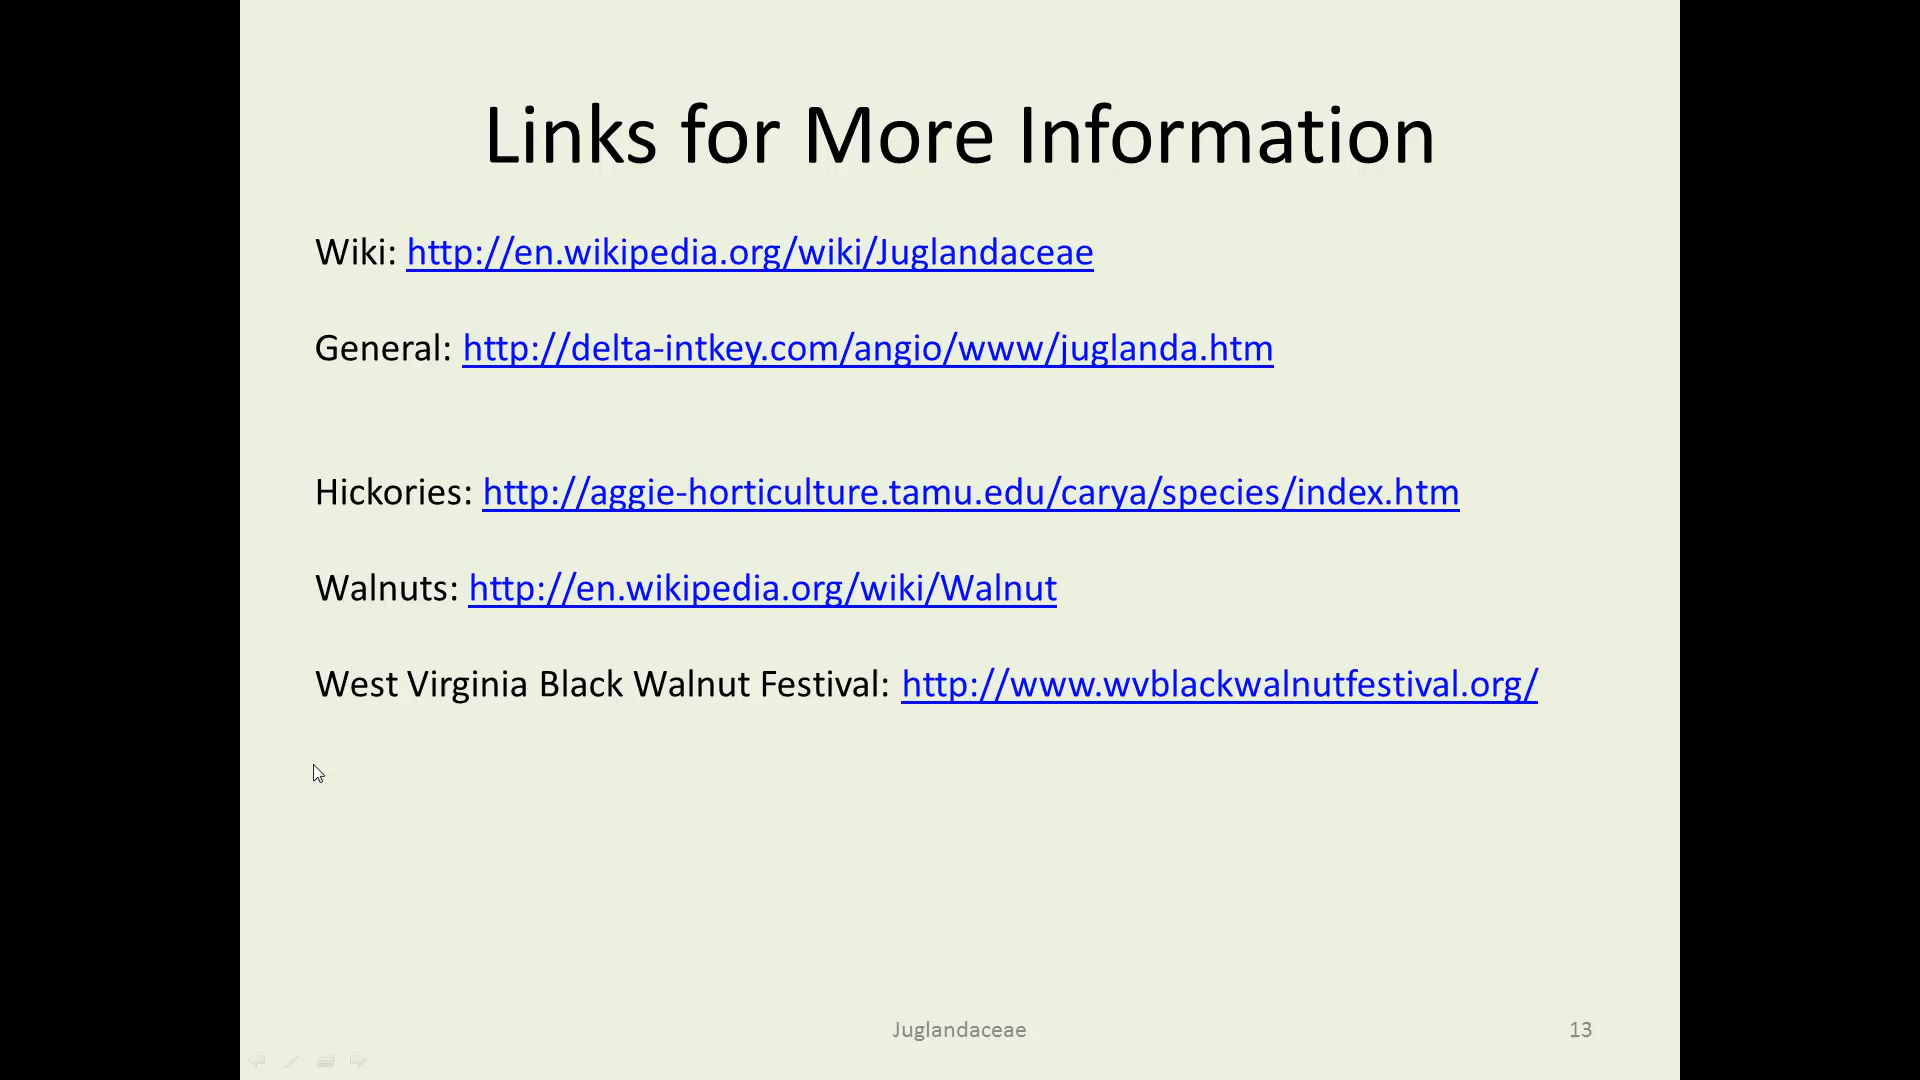 Links for More Information
Wiki: http://en.wikipedia.org/wiki/Juglandaceae
General: http://delta-intkey.com/angio/www/juglanda.htm
Hickories: http://aggie-horticulture.tamu.edu/carya/species/index.htm
Walnuts: http://en.wikipedia.org/wiki/Walnut
West Virginia Black Walnut Festival: http://www.wvblackwalnutfestival.org/
Juglandaceae 13